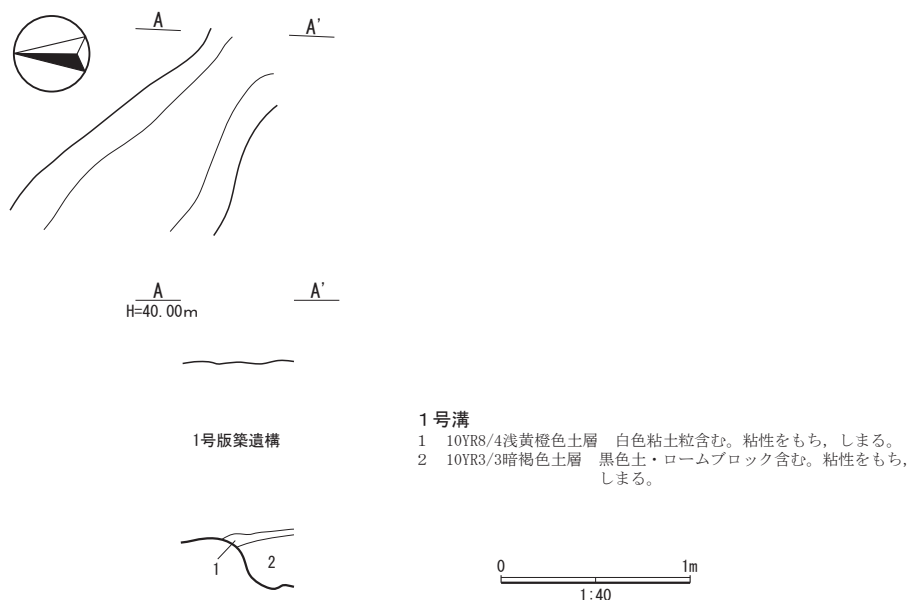 A A'
A A'
H=40.00m
1号版築遺構
1号溝
1 10YR8/4浅黄橙色土層 白色粘土粒含む。粘性をもち，しまる。
2 10YR3/3暗褐色土層 黒色土・ロームブロック含む。粘性をもち，
しまる。
1 2
0 1m
1:40